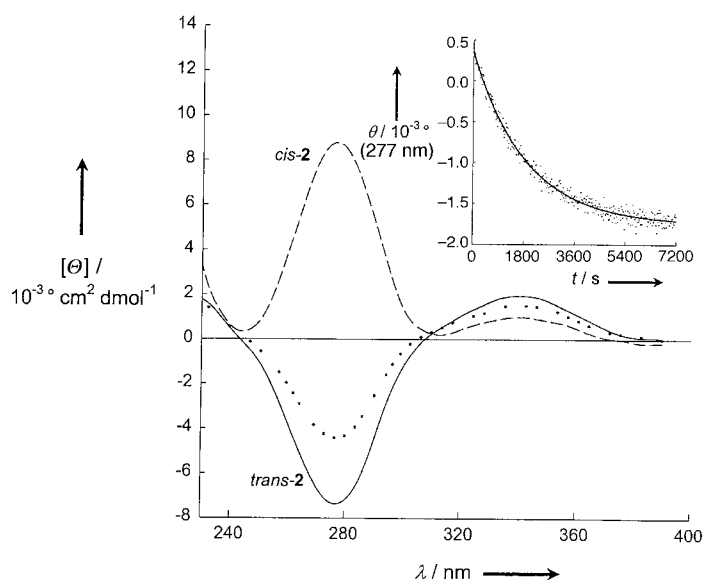 14
12
10
8
6
4
2
0
-2
-4
-6
-8
[Θ] /
10⁻³ ° cm² dmol⁻¹
cis-2
trans-2
θ / 10⁻³ °
(277 nm)
0.5
0.0
−0.5
−1.0
−1.5
−2.0
0 1800 3600 5400 7200
t / s
240 280 320 360 400
λ / nm